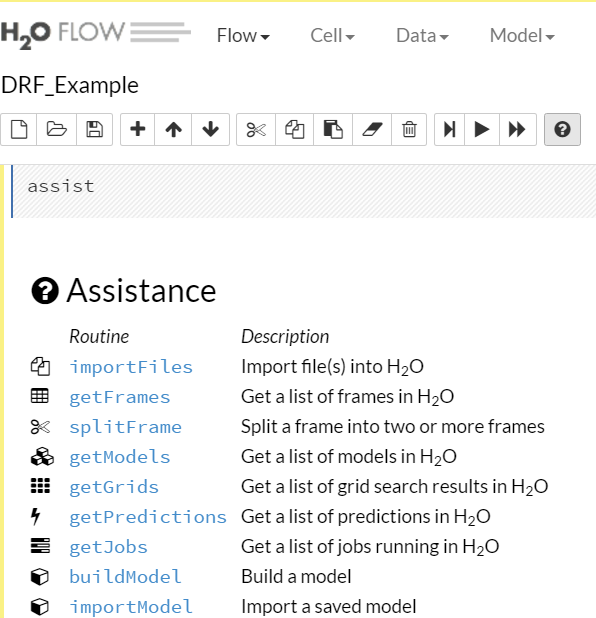 H₂O FLOW Flow Cell Data Model
DRF_Example
assist
Assistance
Routine Description
importFiles Import file(s) into H₂O
getFrames Get a list of frames in H₂O
splitFrame Split a frame into two or more frames
getModels Get a list of models in H₂O
getGrids Get a list of grid search results in H₂O
getPredictions Get a list of predictions in H₂O
getJobs Get a list of jobs running in H₂O
buildModel Build a model
importModel Import a saved model